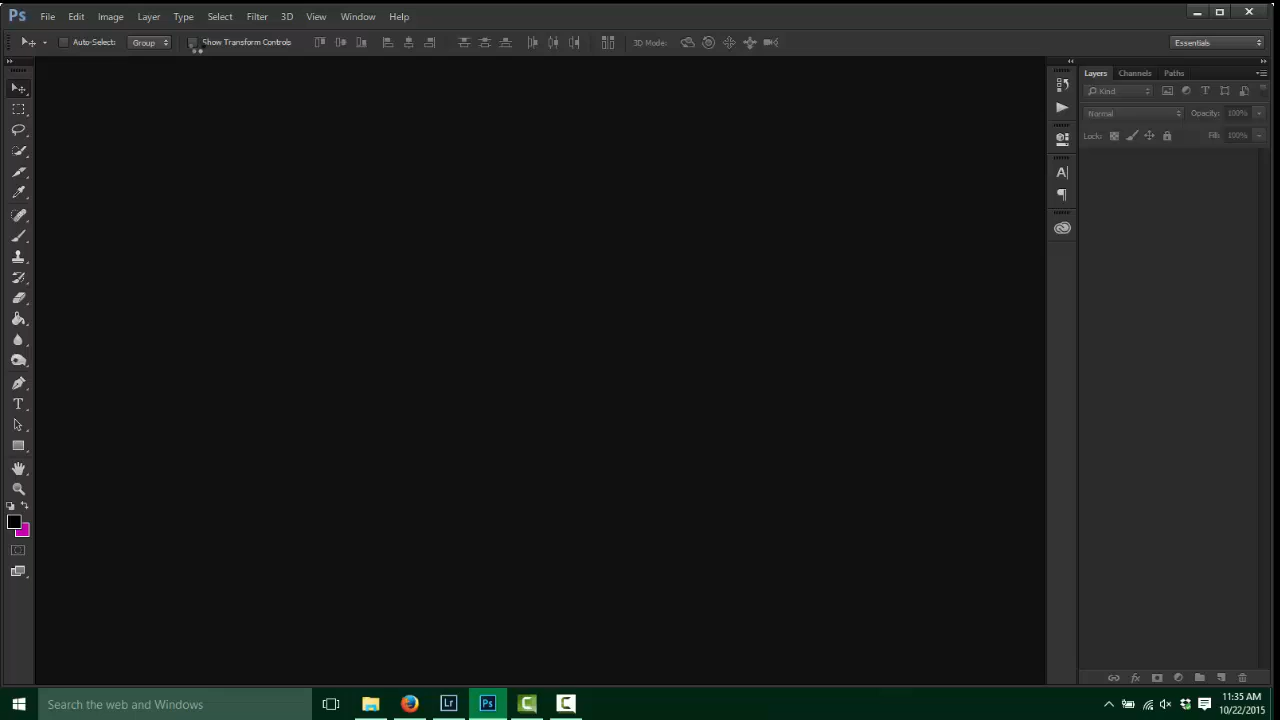 Ps File Edit Image Layer Type Select Filter 3D View Window Help
Auto-Select: Group Show Transform Controls 3D Mode: Essentials
Layers Channels Paths
Kind T
Normal Opacity: 100%
Lock: Fill: 100%
A|
¶
T
Search the web and Windows Lr Ps C C 11:35 AM
10/22/2015